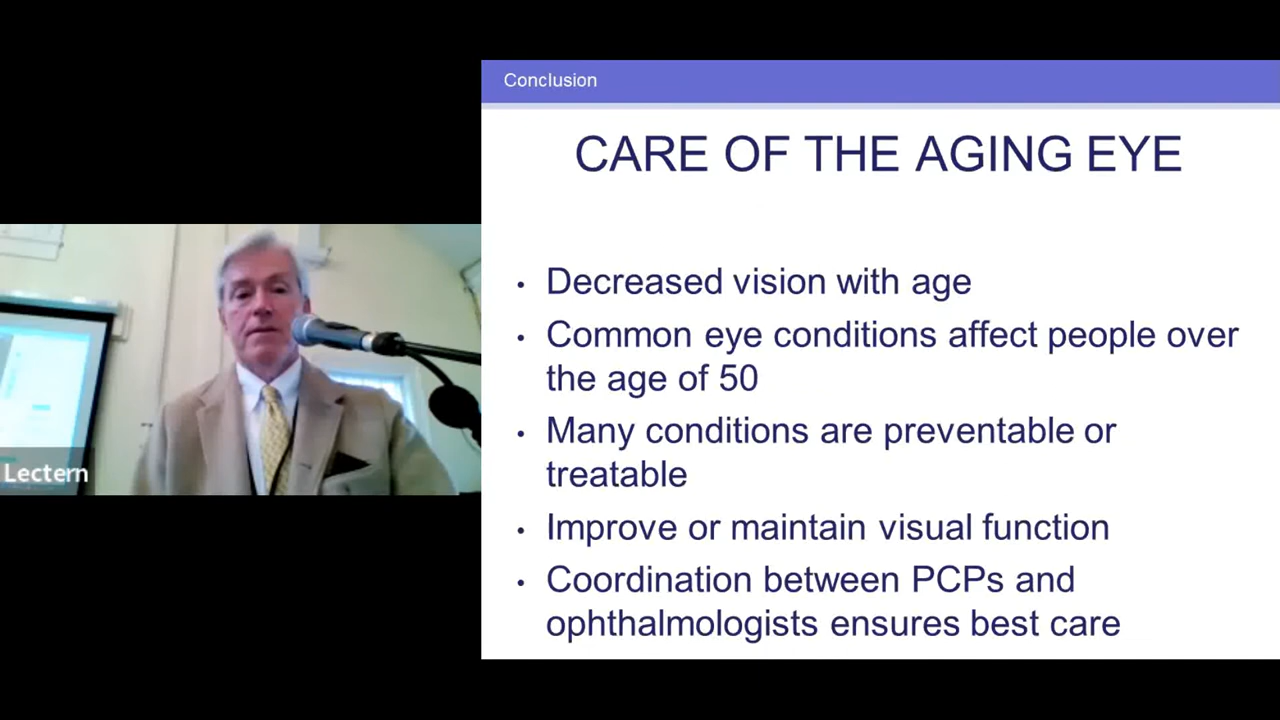 Conclusion
CARE OF THE AGING EYE
• Decreased vision with age
• Common eye conditions affect people over
the age of 50
• Many conditions are preventable or
treatable
• Improve or maintain visual function
• Coordination between PCPs and
ophthalmologists ensures best care
Lectern